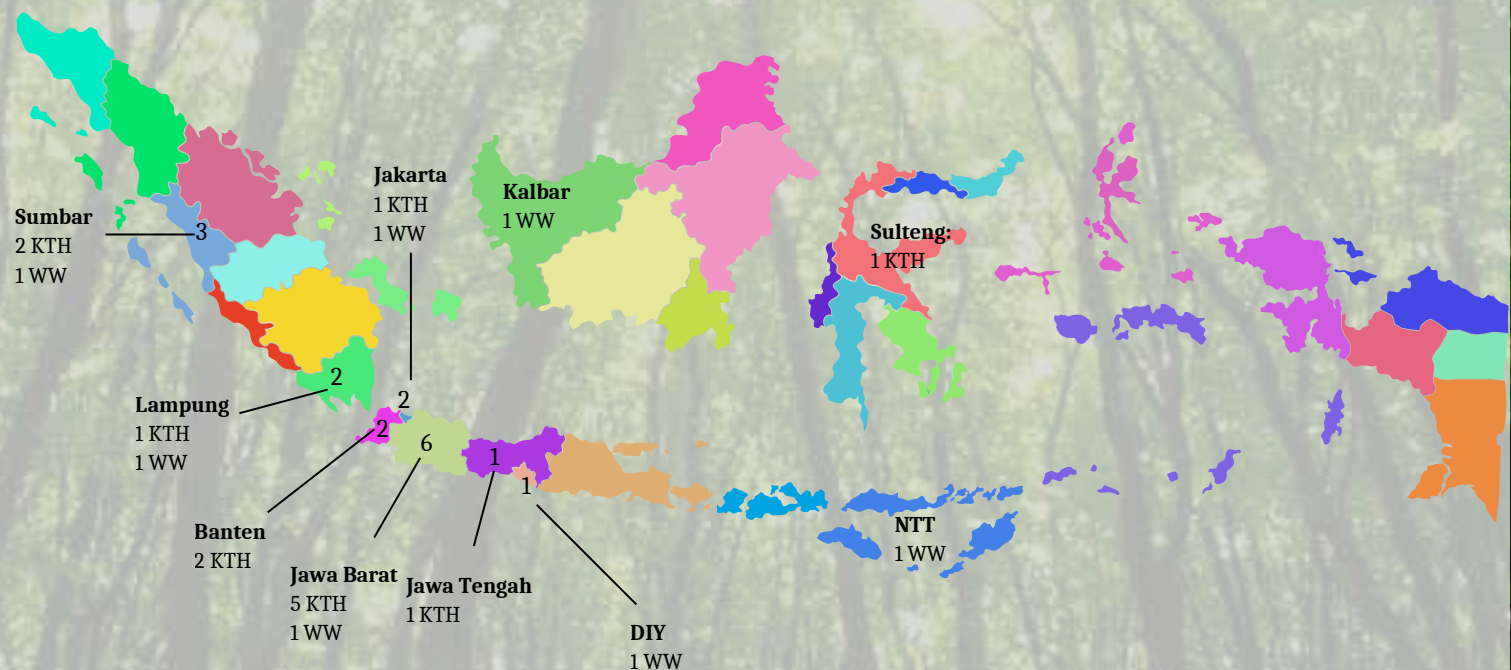 Jakarta
1 KTH
1 WW
Kalbar
1 WW
Sumbar
2 KTH
1 WW
3
Sulteng:
1 KTH
2
Lampung
1 KTH
1 WW
2
2
6
1
1
Banten
2 KTH
NTT
1 WW
Jawa Barat
5 KTH
1 WW
Jawa Tengah
1 KTH
DIY
1 WW